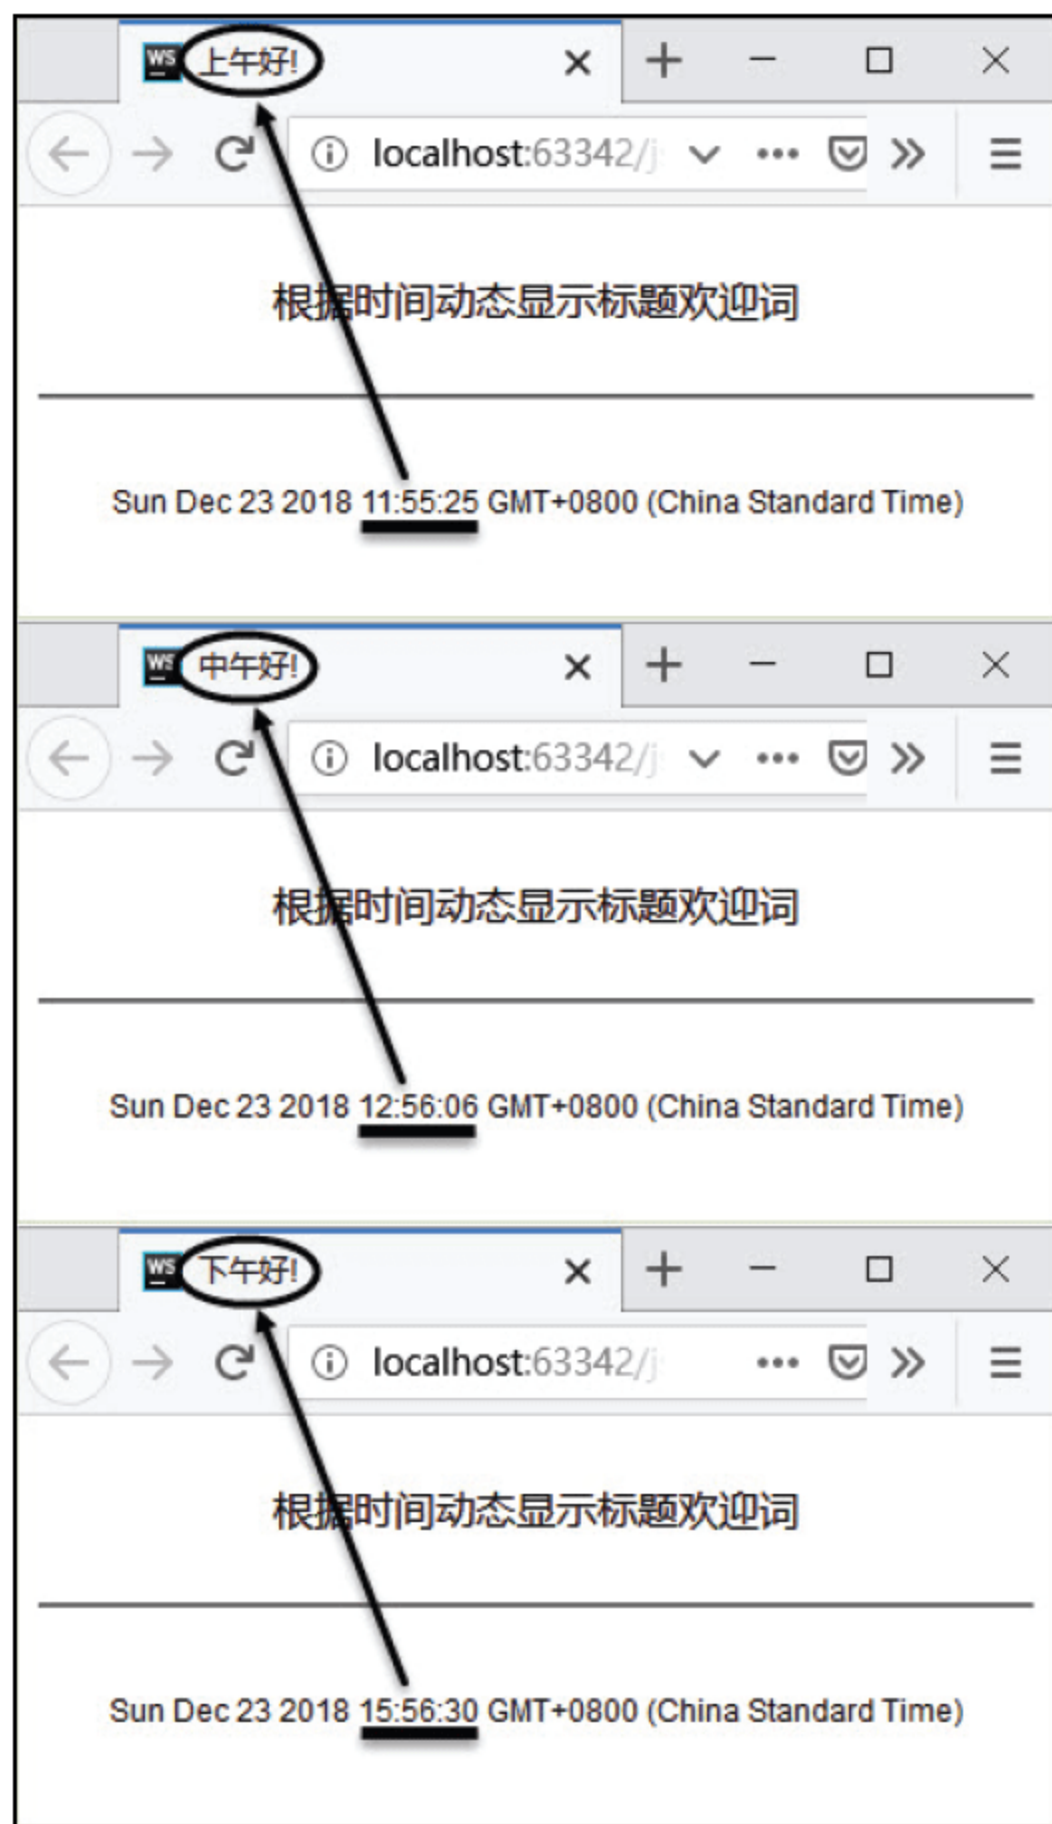 WS 上午好!
localhost:63342/j
根据时间动态显示标题欢迎词
Sun Dec 23 2018 11:55:25 GMT+0800 (China Standard Time)
WS 中午好!
localhost:63342/j
根据时间动态显示标题欢迎词
Sun Dec 23 2018 12:56:06 GMT+0800 (China Standard Time)
WS 下午好!
localhost:63342/j
根据时间动态显示标题欢迎词
Sun Dec 23 2018 15:56:30 GMT+0800 (China Standard Time)